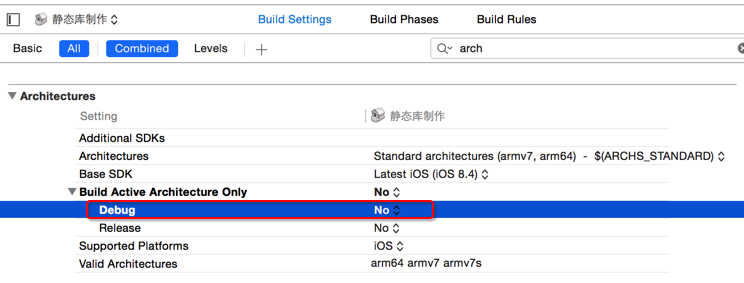 静态库制作 Build Settings Build Phases Build Rules
Basic All Combined Levels + arch
Architectures
Setting 静态库制作
Additional SDKs
Architectures Standard architectures (armv7, arm64) - $(ARCHS_STANDARD)
Base SDK Latest iOS (iOS 8.4)
Build Active Architecture Only No
Debug No
Release No
Supported Platforms iOS
Valid Architectures arm64 armv7 armv7s